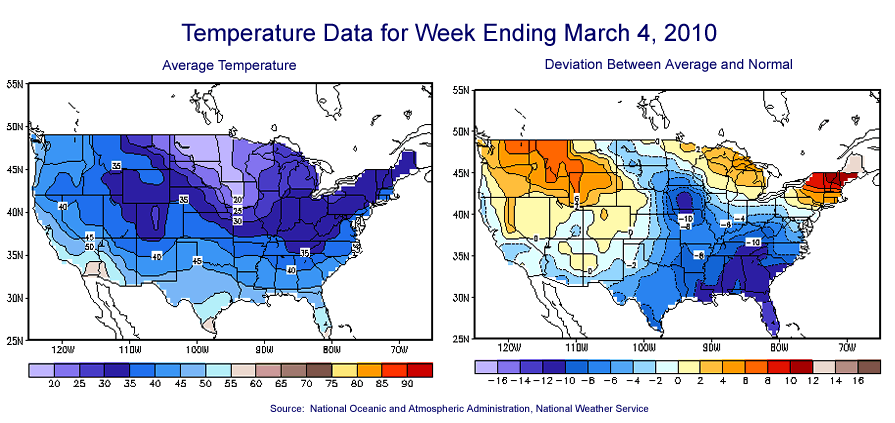 Temperature Data for Week Ending March 4, 2010
Average Temperature
Deviation Between Average and Normal
55N
50N
45N
40N
35N
30N
25N
120W 110W 100W 90W 80W 70W
35
40
35
20
25
30
45
50
40
45
35
40
20 25 30 35 40 45 50 55 60 65 70 75 80 85 90
55N
50N
45N
40N
35N
30N
25N
120W 110W 100W 90W 80W 70W
6
2
0
-10
-8
-6
-4
0
0
-2
-8
-10
-16 -14 -12 -10 -8 -6 -4 -2 0 2 4 6 8 10 12 14 16
Source: National Oceanic and Atmospheric Administration, National Weather Service